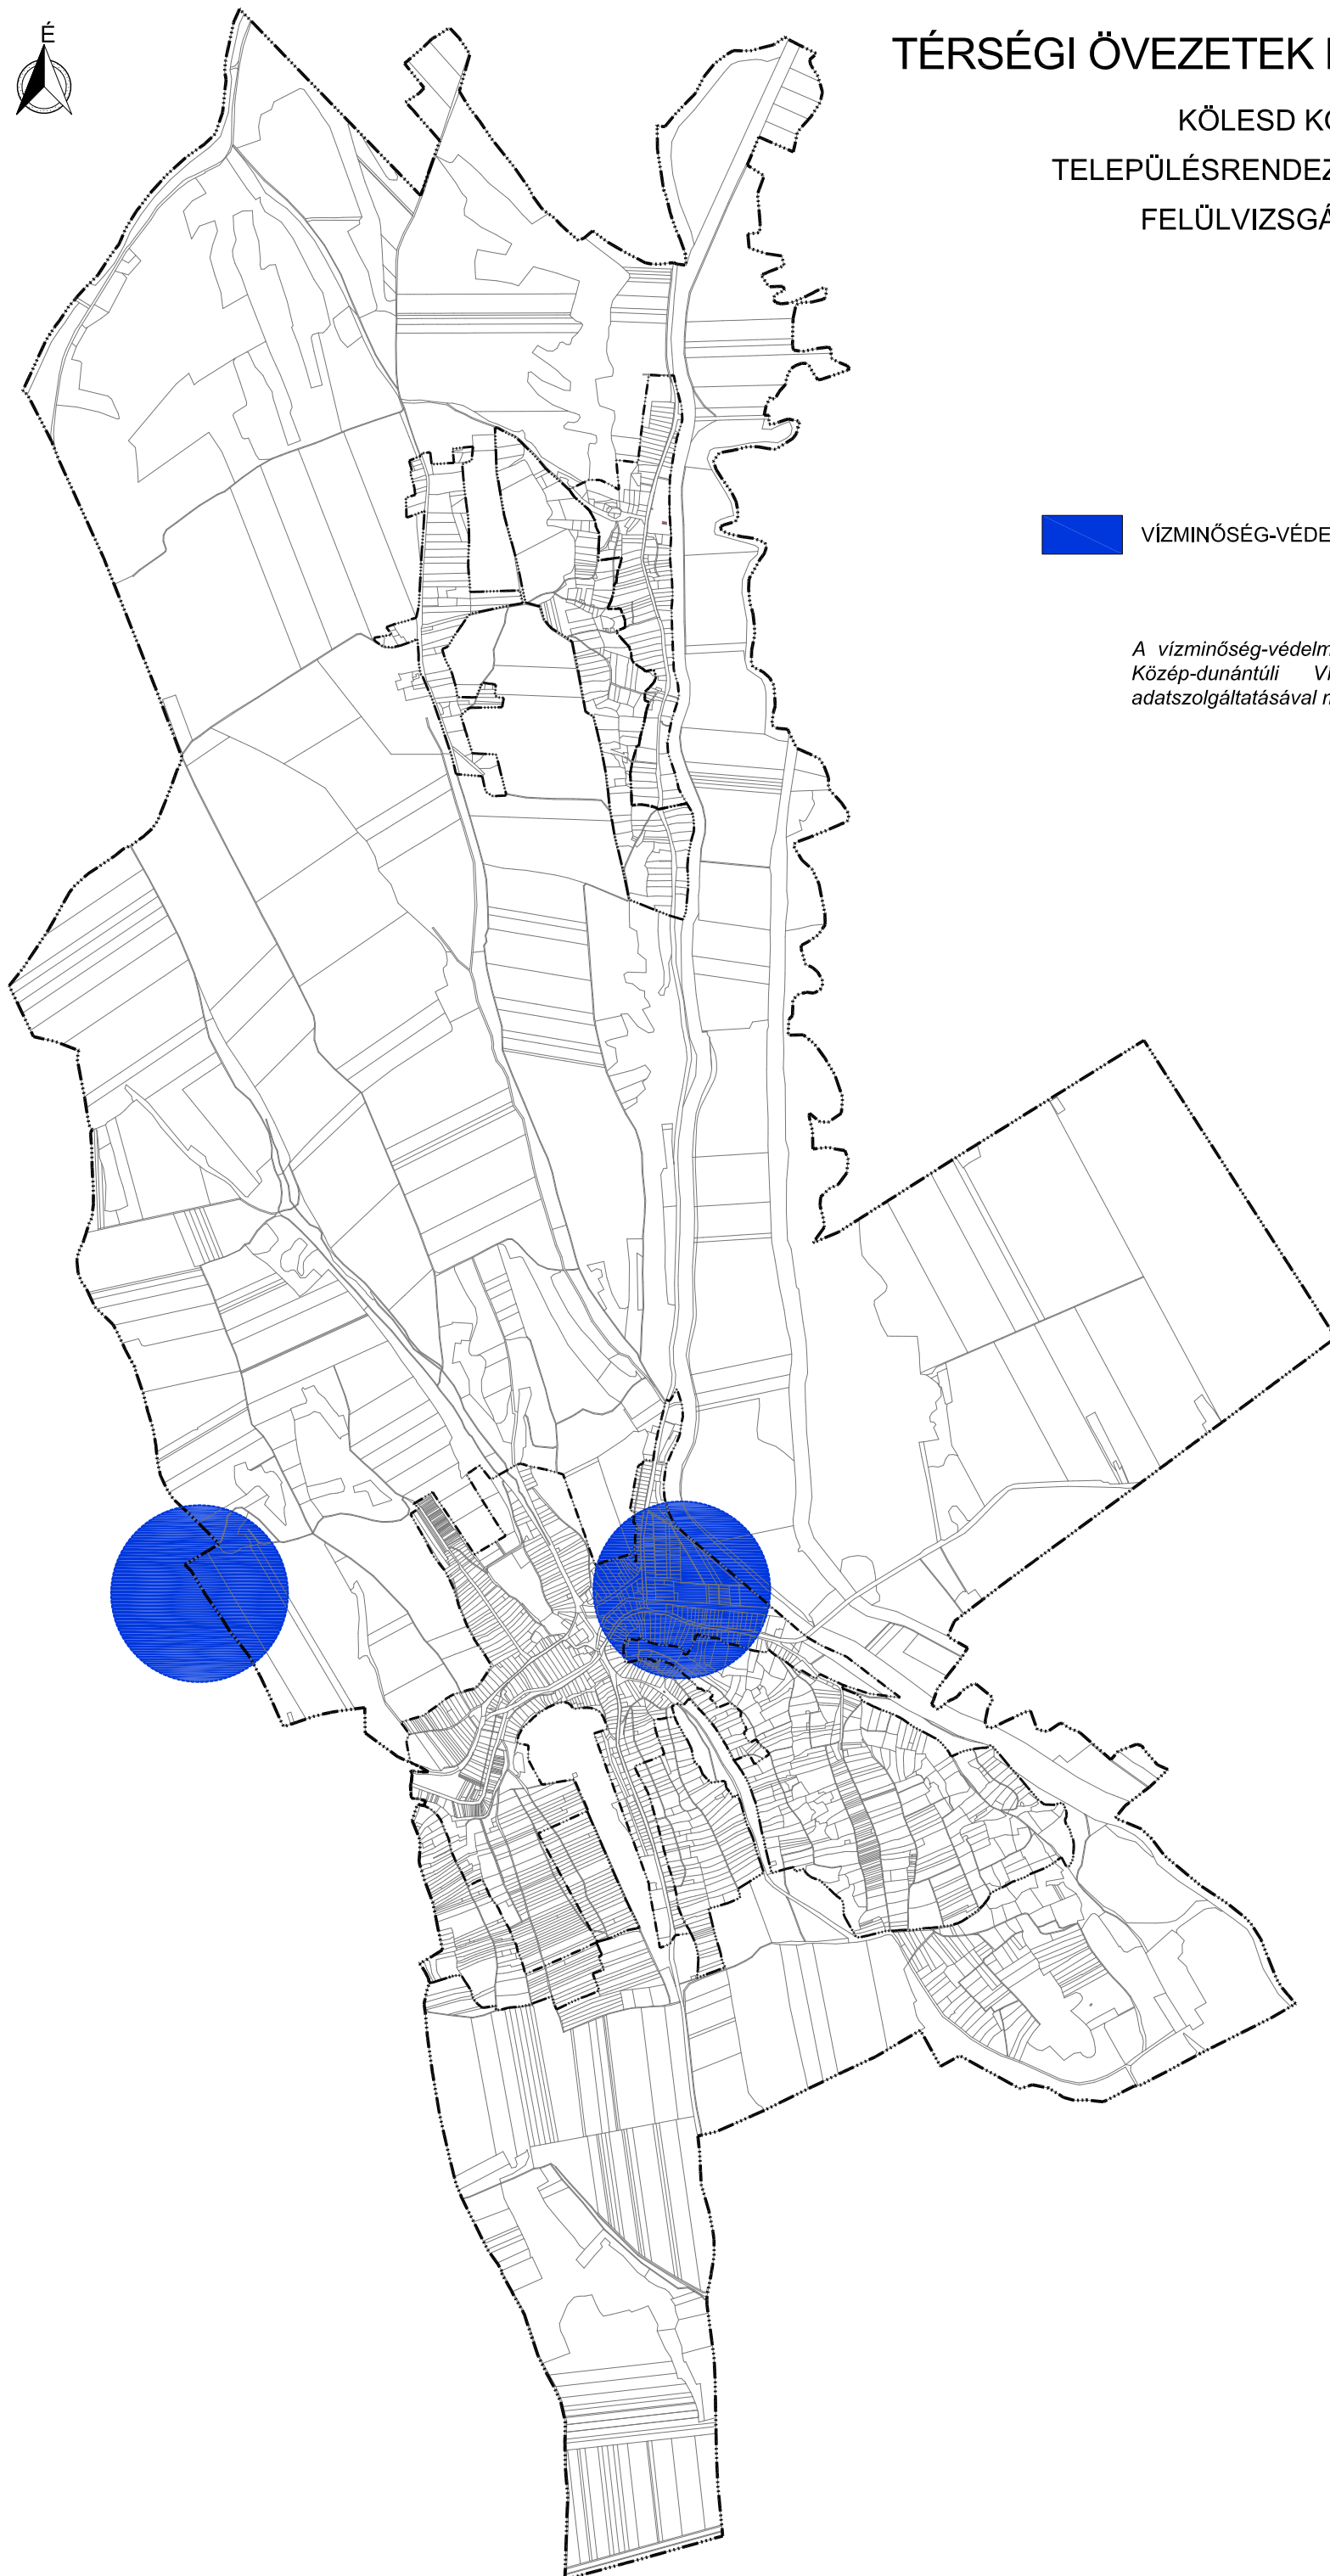 É
TÉRSÉGI ÖVEZETEK
KÖLESD
TELEPÜLÉSRENDEZ
FELÜLVIZSGÁ
VÍZMINŐSÉG-VÉDE
A vízminőség-védelm
Közép-dunántúli
adatszolgáltatásával